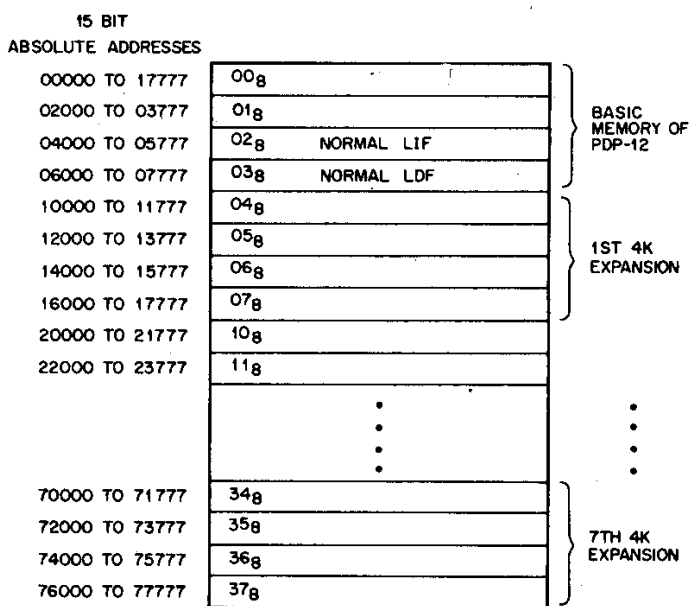 15 BIT
ABSOLUTE ADDRESSES
00000 TO 17777 00₈
02000 TO 03777 01₈
04000 TO 05777 02₈ NORMAL LIF
06000 TO 07777 03₈ NORMAL LDF
BASIC
MEMORY OF
PDP-12
10000 TO 11777 04₈
12000 TO 13777 05₈
14000 TO 15777 06₈
16000 TO 17777 07₈
1ST 4K
EXPANSION
20000 TO 21777 10₈
22000 TO 23777 11₈
70000 TO 71777 34₈
72000 TO 73777 35₈
74000 TO 75777 36₈
76000 TO 77777 37₈
7TH 4K
EXPANSION